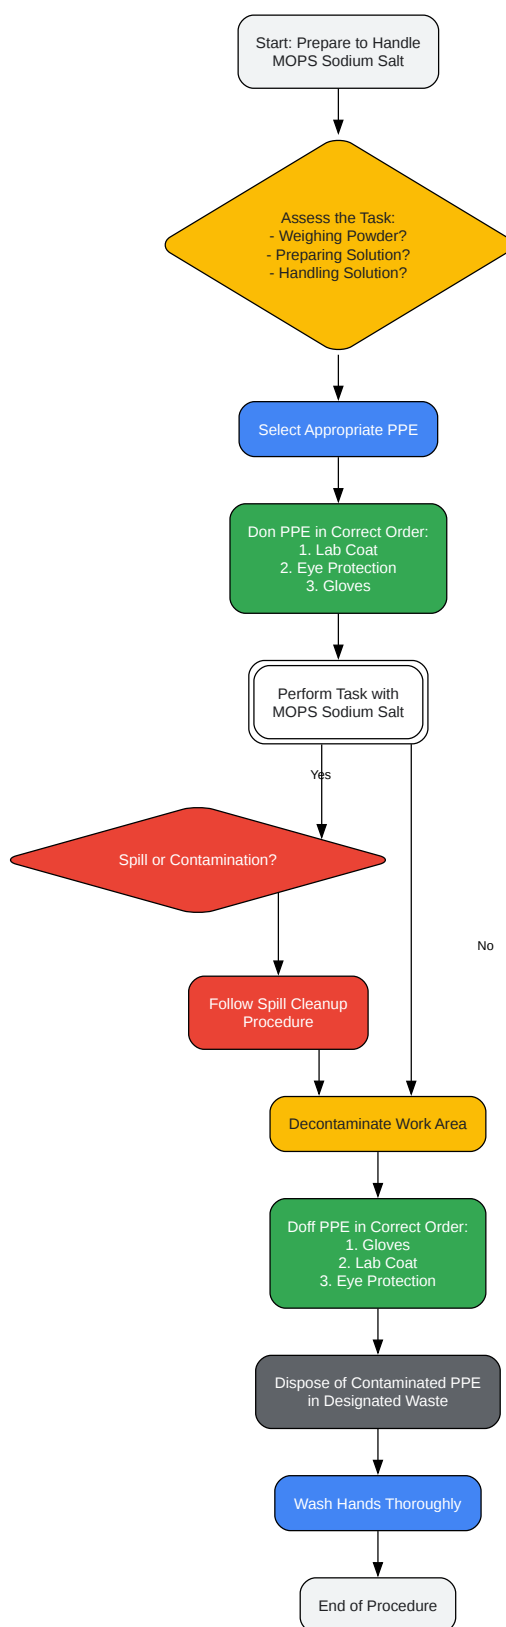 Start: Prepare to Handle
MOPS Sodium Salt
Assess the Task:
- Weighing Powder?
- Preparing Solution?
- Handling Solution?
Select Appropriate PPE
Don PPE in Correct Order:
1. Lab Coat
2. Eye Protection
3. Gloves
Perform Task with
MOPS Sodium Salt
Yes
Spill or Contamination?
No
Follow Spill Cleanup
Procedure
Decontaminate Work Area
Doff PPE in Correct Order:
1. Gloves
2. Lab Coat
3. Eye Protection
Dispose of Contaminated PPE
in Designated Waste
Wash Hands Thoroughly
End of Procedure